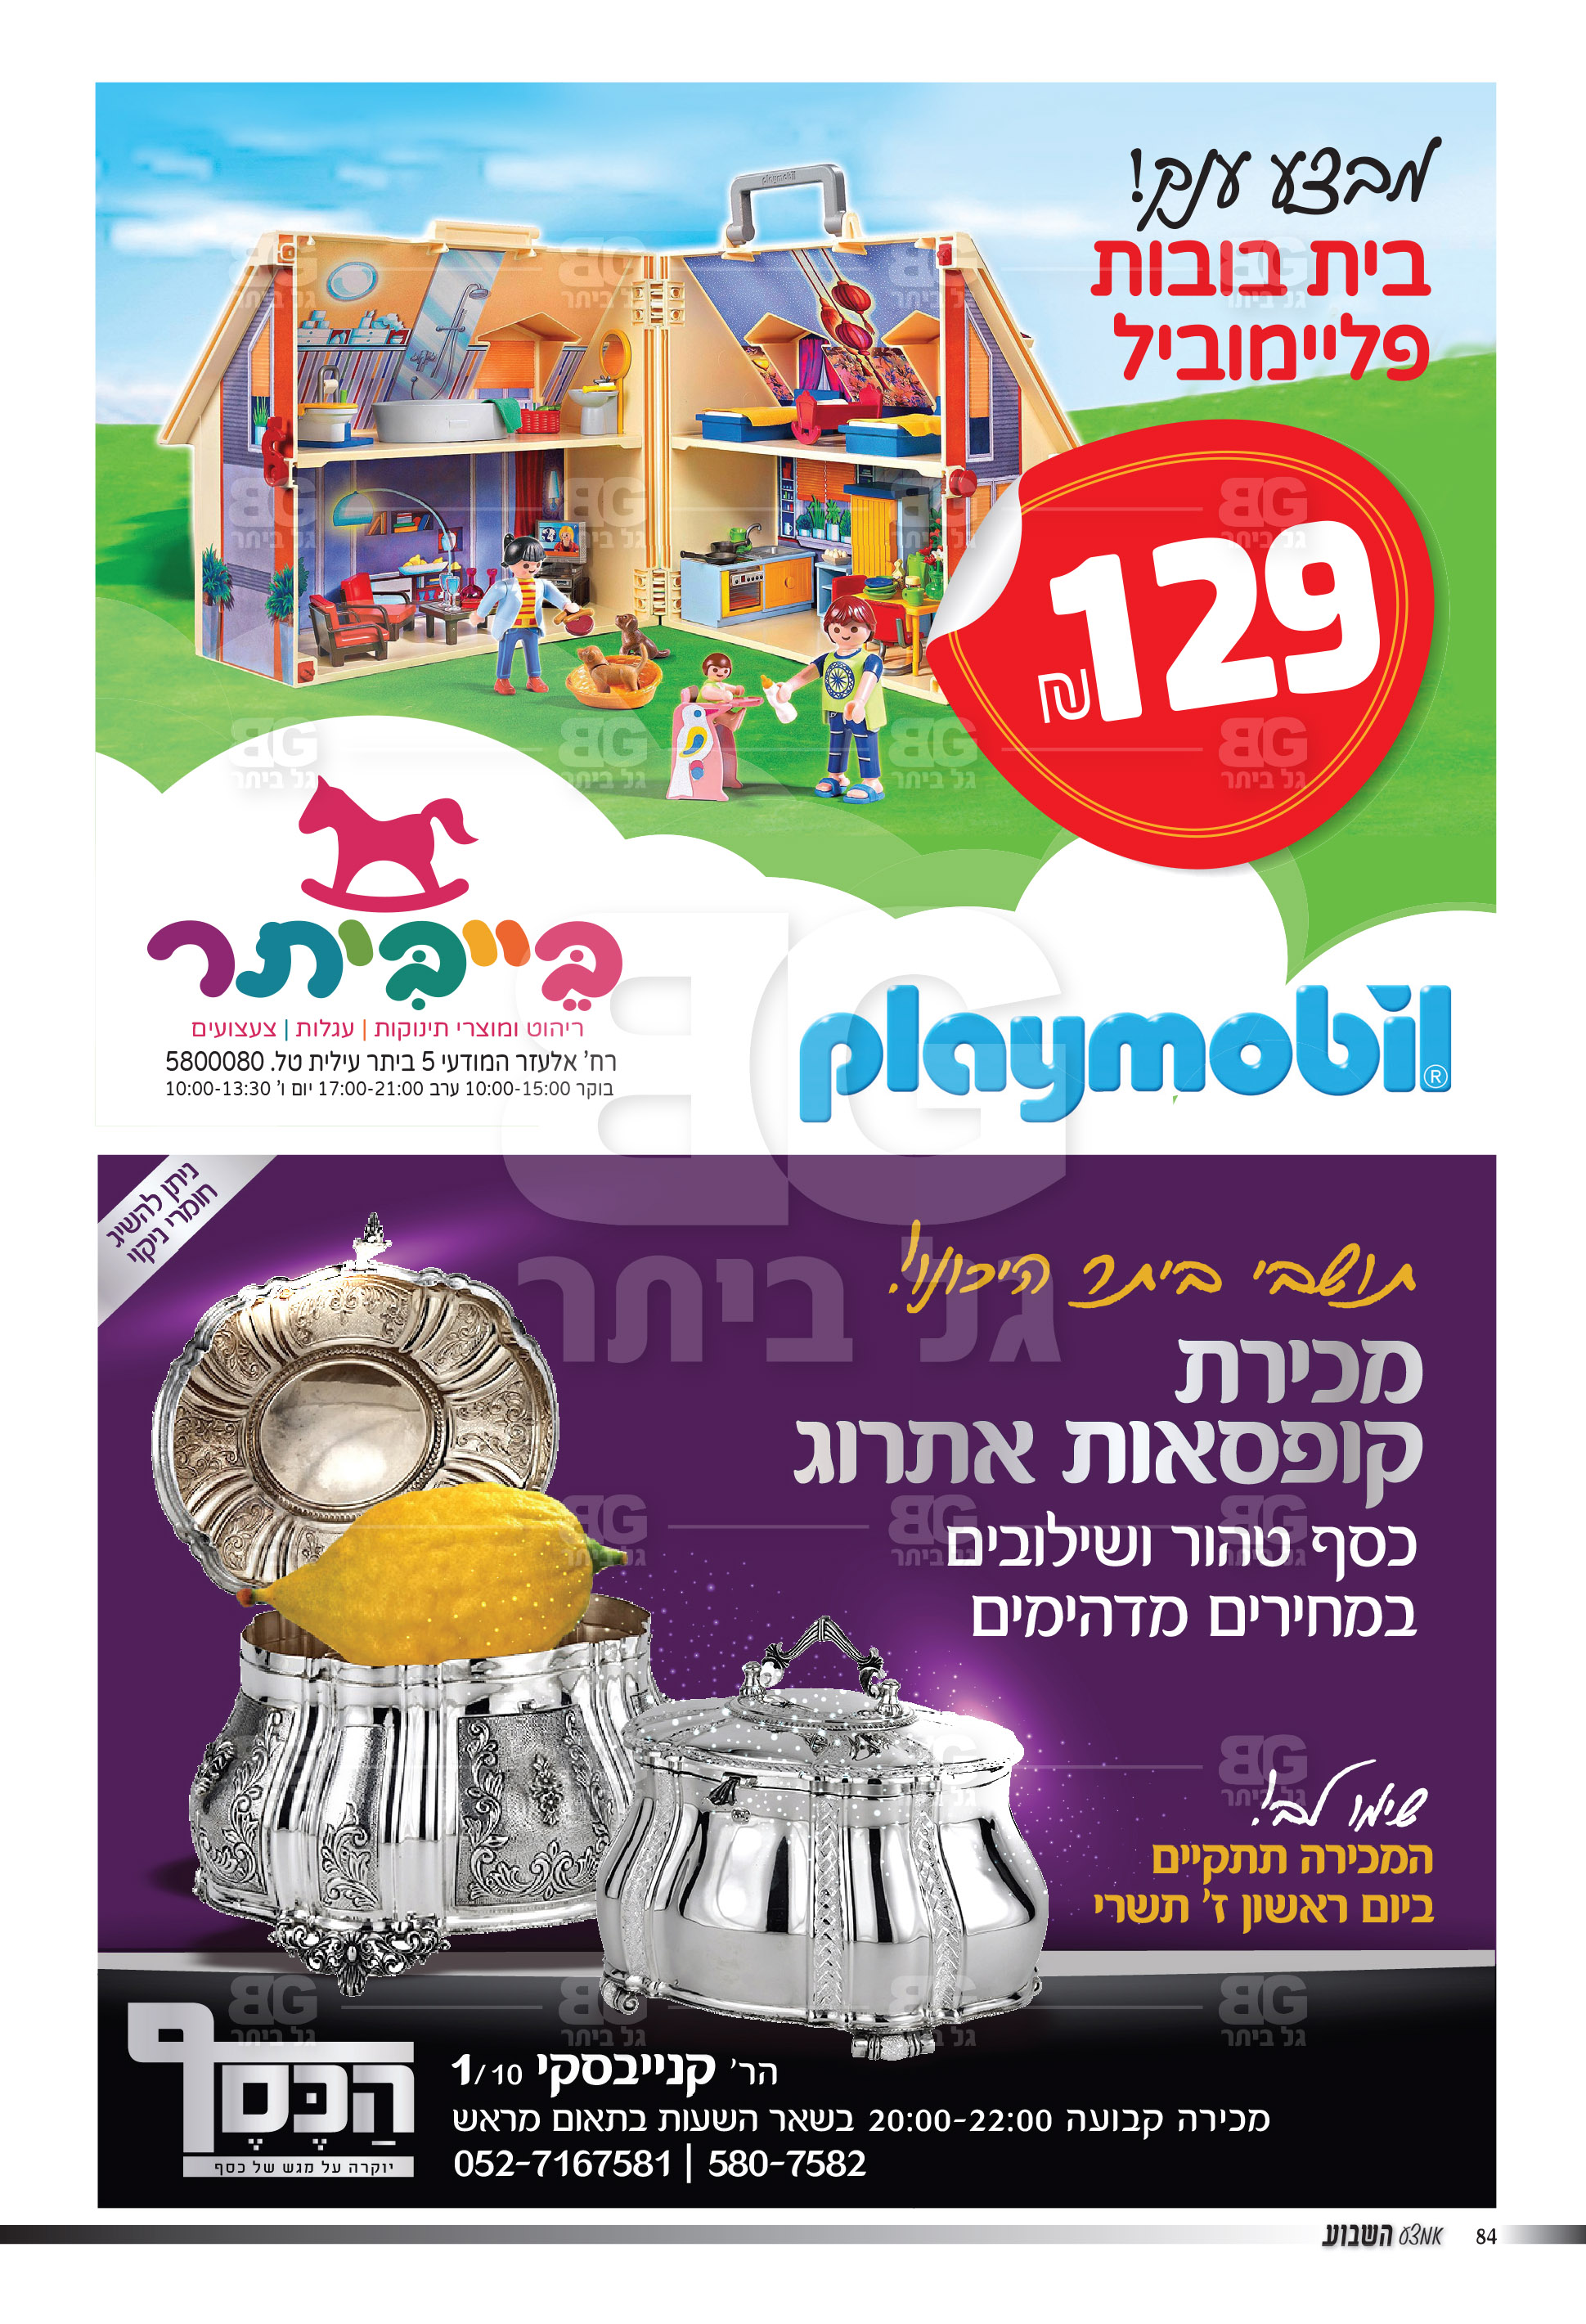 מבצע ענק!
בית בובות
פליימוביל
129 ₪
playmobil
בייביתר
ריהוט ומוצרי תינוקות | עגלות | צעצועים
רח' אלעזר המודעי 5 ביתר עילית טל. 5800080
בוקר 10:00-15:00 ערב 17:00-21:00 יום ו' 10:00-13:30
playmobil®
BG
גל ביתר
ניתן להשיג
חומרי ניקוי
תושבי ביתר היכונו!
מכירת
קופסאות אתרוג
כסף טהור ושילובים
במחירים מדהימים
שימו לב!
המכירה תתקיים
ביום ראשון ז' תשרי
הַכֶּסֶף
יוקרה על מגש של כסף
הר' קנייבסקי 1/10
מכירה קבועה 20:00-22:00 בשאר השעות בתאום מראש
052-7167581 | 580-7582
84 אמצע השבוע